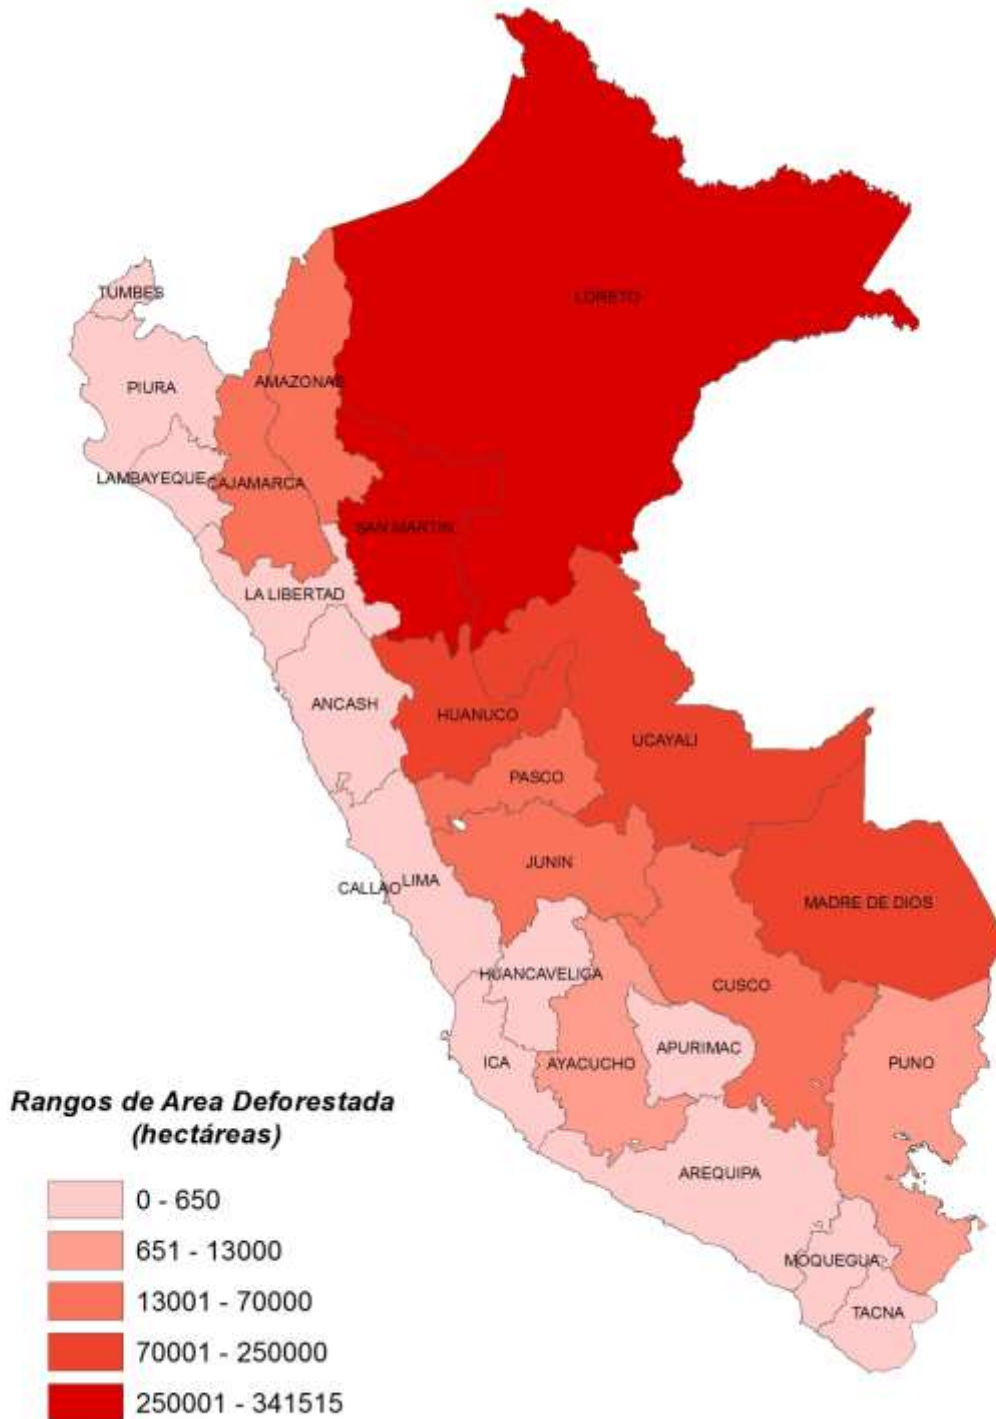 TUMBES
LORETO
PIURA
AMAZONAS
LAMBAYEQUE
CAJAMARCA
SAN MARTIN
LA LIBERTAD
ANCASH
HUANUCO
UCAYALI
PASCO
JUNIN
CALLAO
LIMA
MADRE DE DIOS
HUANCAVELICA
CUSCO
ICA
AYACUCHO
APURIMAC
PUNO
AREQUIPA
MOQUEGUA
TACNA
Rangos de Area Deforestada
(hectáreas)
0 - 650
651 - 13000
13001 - 70000
70001 - 250000
250001 - 341515